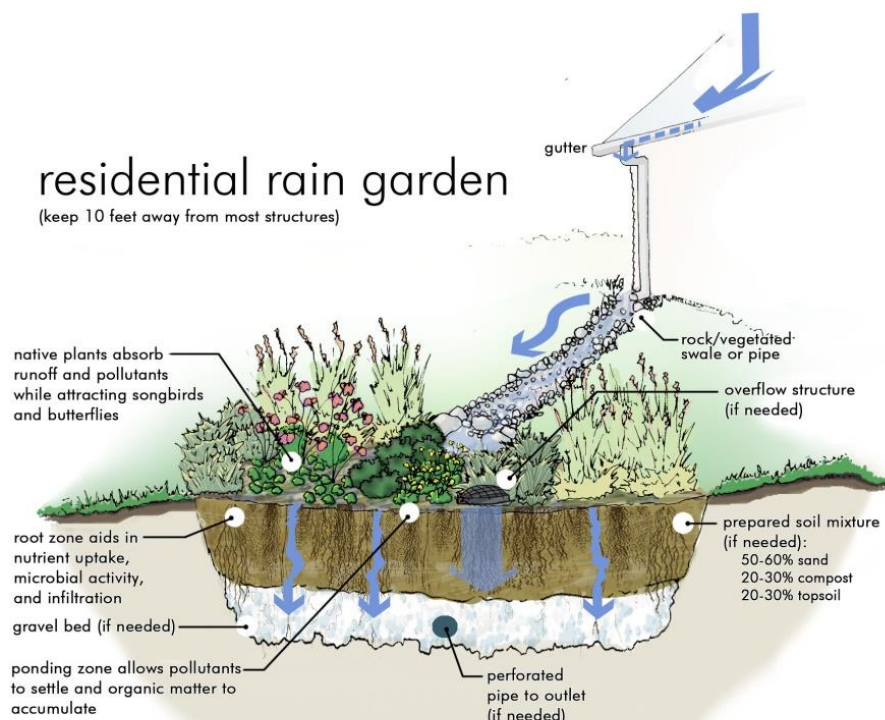 residential rain garden
(keep 10 feet away from most structures)
gutter
rock/vegetated
swale or pipe
overflow structure
(if needed)
native plants absorb
runoff and pollutants
while attracting songbirds
and butterflies
root zone aids in
nutrient uptake,
microbial activity,
and infiltration
prepared soil mixture
(if needed):
50-60% sand
20-30% compost
20-30% topsoil
gravel bed (if needed)
ponding zone allows pollutants
to settle and organic matter to
accumulate
perforated
pipe to outlet
(if needed)